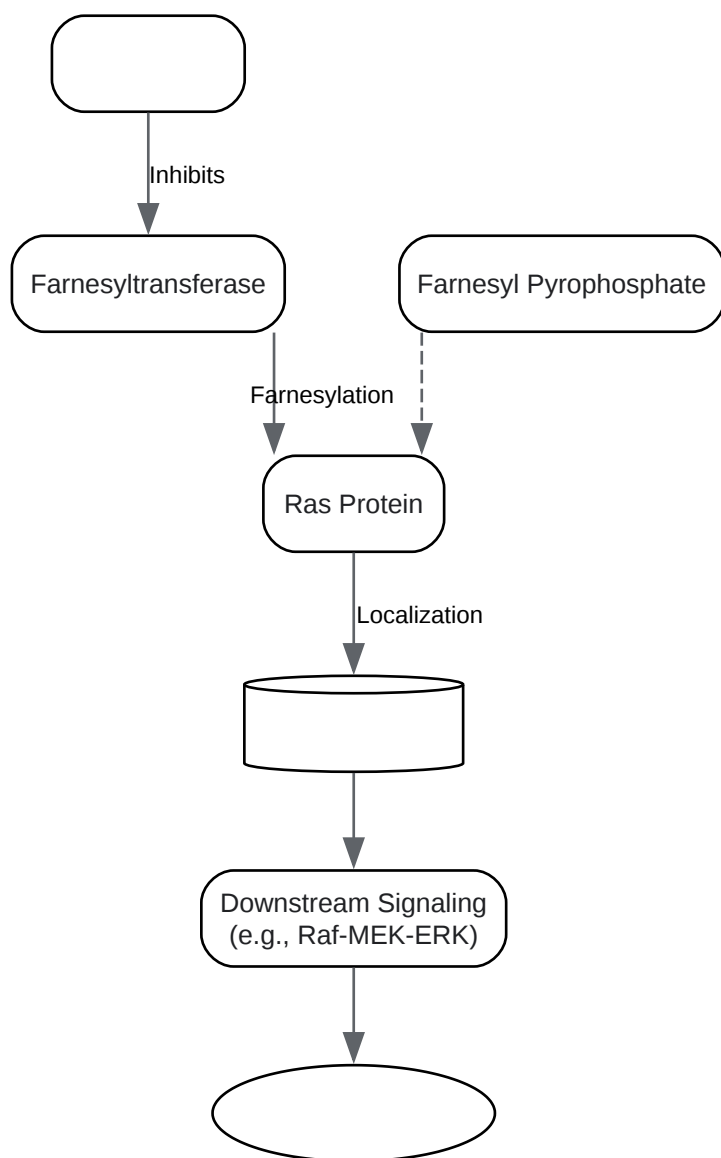 Inhibits
Farnesyltransferase
Farnesyl Pyrophosphate
Farnesylation
Ras Protein
Localization
Downstream Signaling
(e.g., Raf-MEK-ERK)